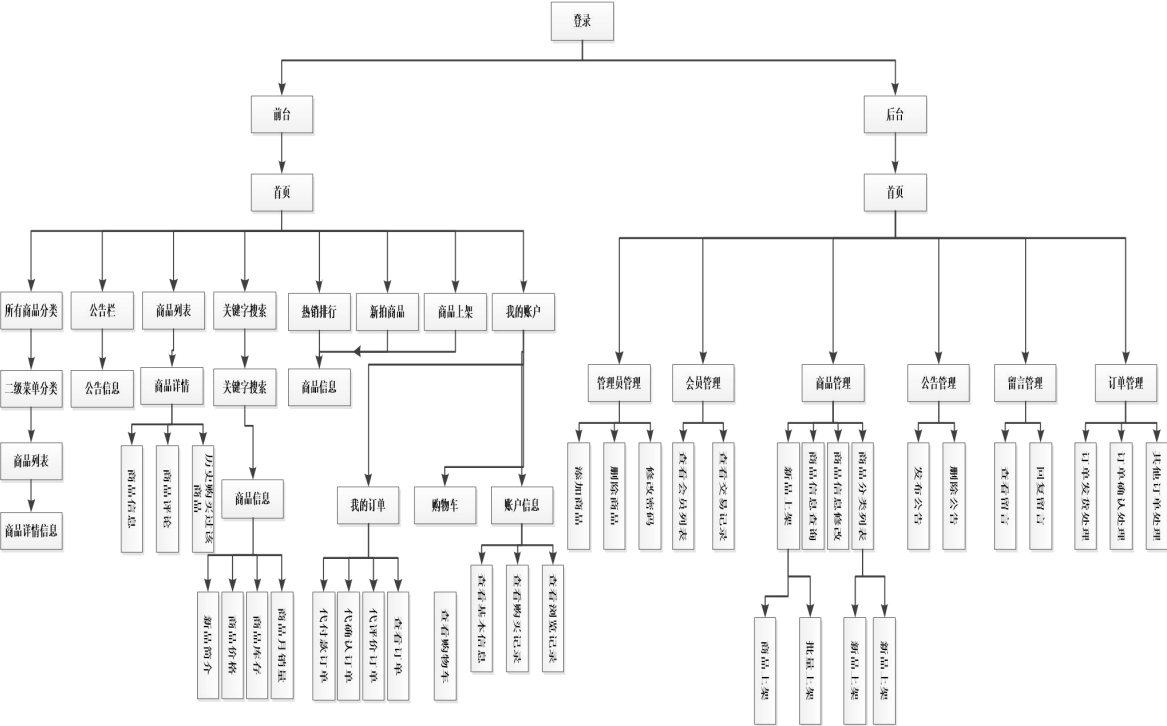 登录
前台
后台
首页
首页
所有商品分类
公告栏
商品列表
关键字搜索
热销排行
新拍商品
商品上架
我的账户
二级菜单分类
公告信息
商品详情
关键字搜索
商品信息
管理员管理
会员管理
商品管理
公告管理
留言管理
订单管理
商品列表
商品信息
商品评论
历史购买过该
商品
商品信息
我的订单
购物车
账户信息
添加商品
删除商品
修改密码
查看会员列表
查看交易记录
新品上架
商品信息查询
商品信息修改
商品分类列表
发布公告
删除公告
查看留言
回复留言
订单发货处理
订单确认处理
其他订单处理
商品详情信息
新品简介
商品价格
商品库存
商品月销量
代付款订单
代确认订单
代评价订单
查看订单
查看购物车
查看基本信息
查看购买记录
查看浏览记录
商品上架
批量上架
新品上架
新品上架